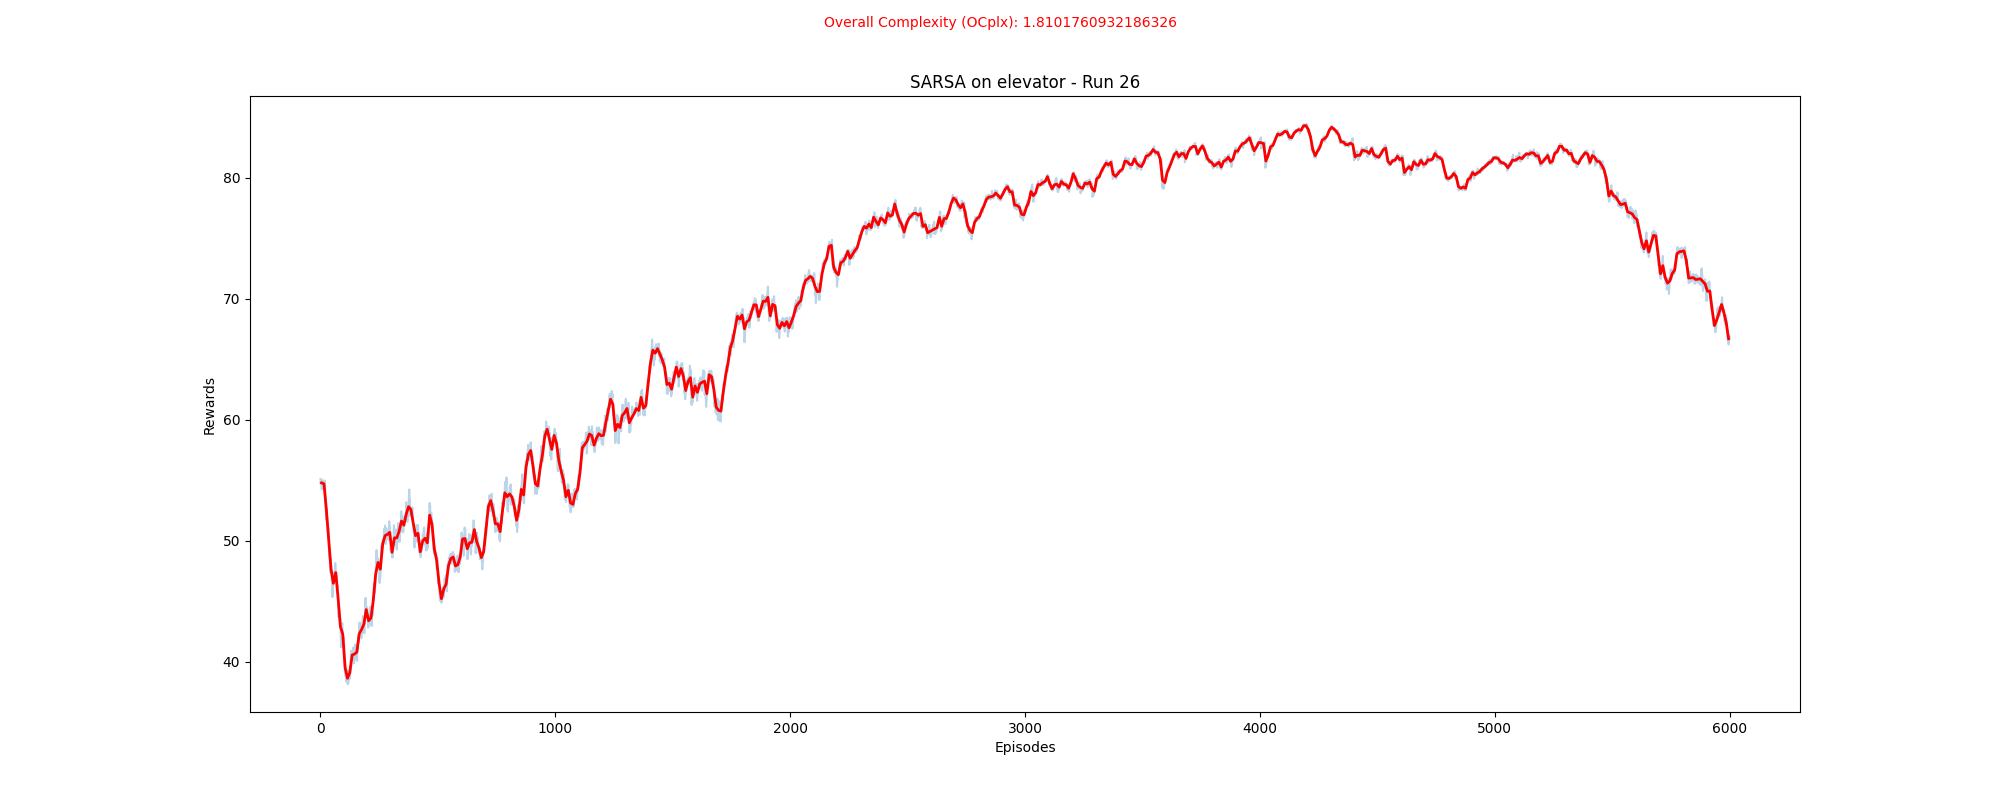 Overall Complexity (OCplx): 1.8101760932186326
SARSA on elevator - Run 26
80
70
60
50
40
Rewards
0 1000 2000 3000 4000 5000 6000
Episodes